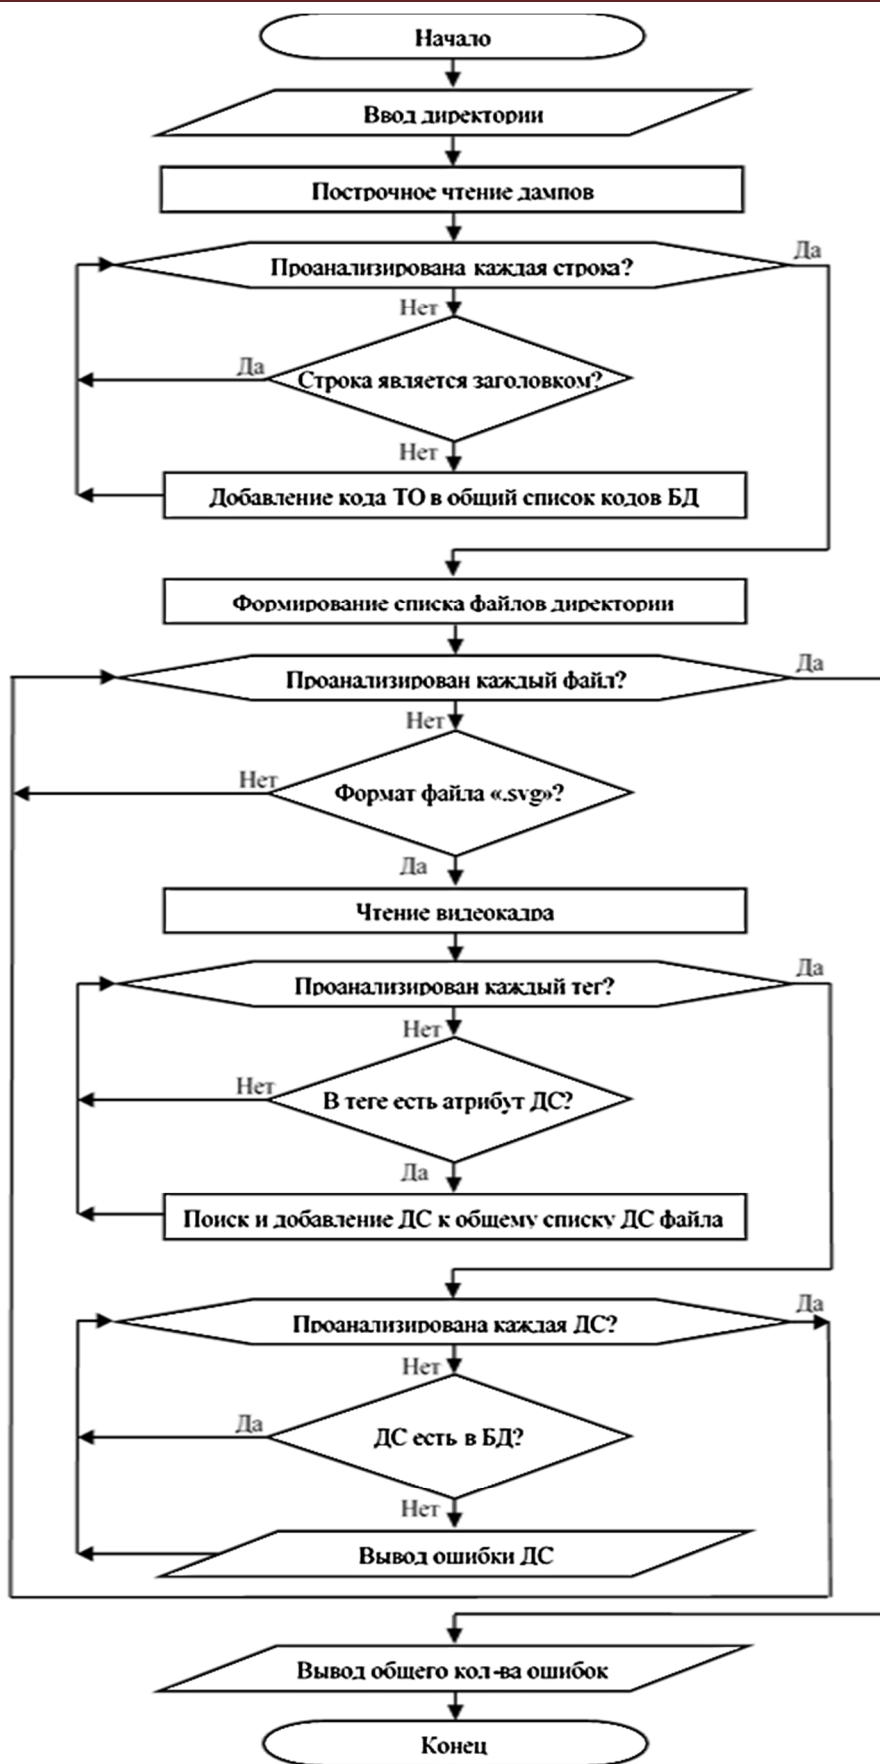 Начало
Ввод директории
Построчное чтение дампов
Да
Проанализирована каждая строка?
Нет
Да
Строка является заголовком?
Нет
Добавление кода ТО в общий список кодов БД
Формирование списка файлов директории
Да
Проанализирован каждый файл?
Нет
Нет
Формат файла «.svg»?
Да
Чтение видеокадра
Да
Проанализирован каждый тег?
Нет
Нет
В теге есть атрибут ДС?
Да
Поиск и добавление ДС к общему списку ДС файла
Да
Проанализирована каждая ДС?
Нет
Да
ДС есть в БД?
Нет
Вывод ошибки ДС
Вывод общего кол-ва ошибок
Конец